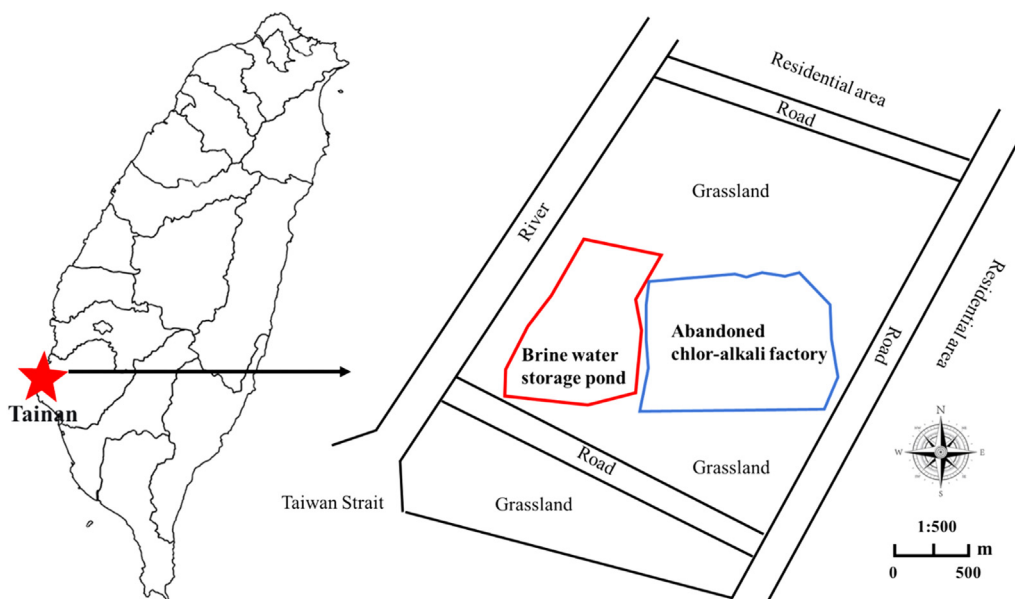 Tainan
Residential area
Road
Grassland
River
Residential area
Road
Brine water
storage pond
Abandoned
chlor-alkali factory
Road
Grassland
Taiwan Strait
Grassland
N
W
E
S
1:500
m
0
500